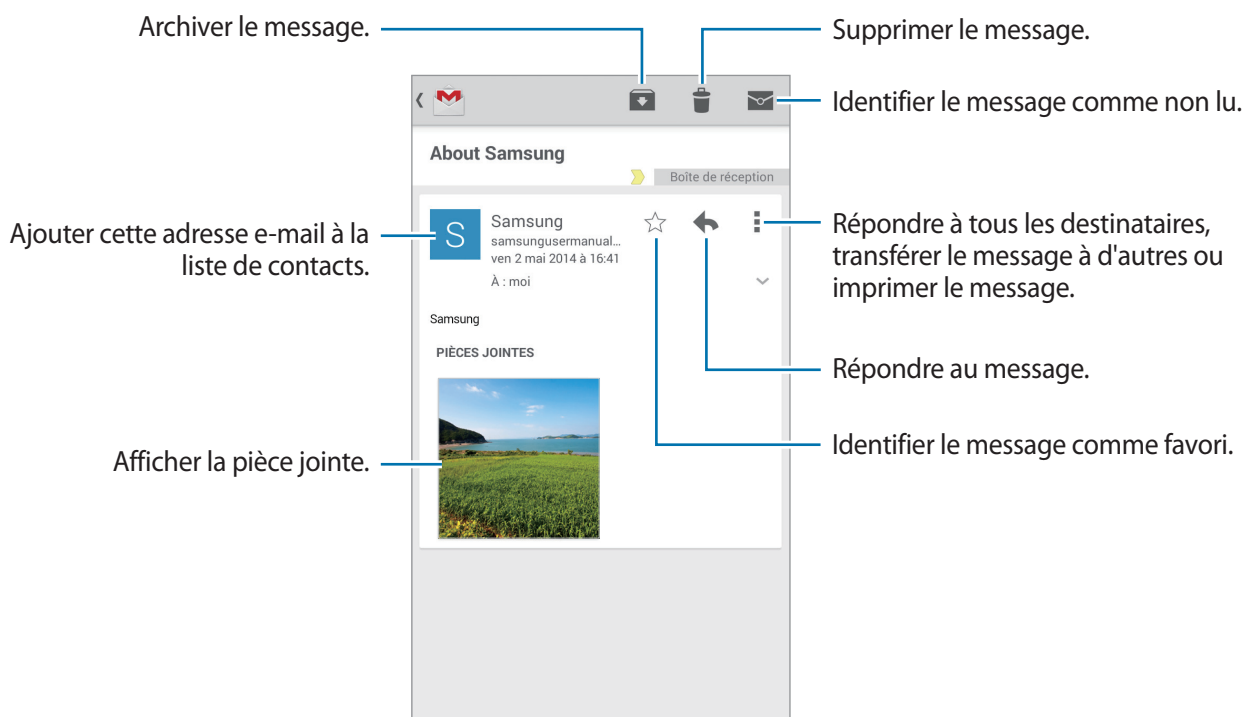 Archiver le message.
Supprimer le message.
Identifier le message comme non lu.
About Samsung
Boîte de réception
Ajouter cette adresse e-mail à la
liste de contacts.
S
Samsung
samsungusermanual...
ven 2 mai 2014 à 16:41
À : moi
Répondre à tous les destinataires,
transférer le message à d'autres ou
imprimer le message.
Samsung
PIÈCES JOINTES
Répondre au message.
Identifier le message comme favori.
Afficher la pièce jointe.